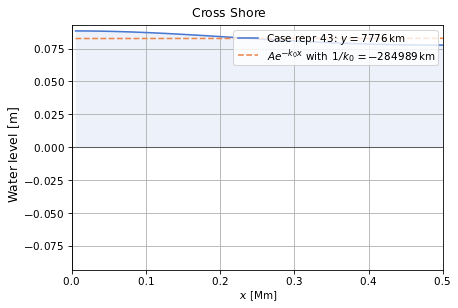 Cross Shore
Case repr 43: y = 7776 km
Ae^{-k_0x} with 1/k_0 = −284989 km
Water level [m]
0.075
0.050
0.025
0.000
−0.025
−0.050
−0.075
0.0 0.1 0.2 0.3 0.4 0.5
x [Mm]